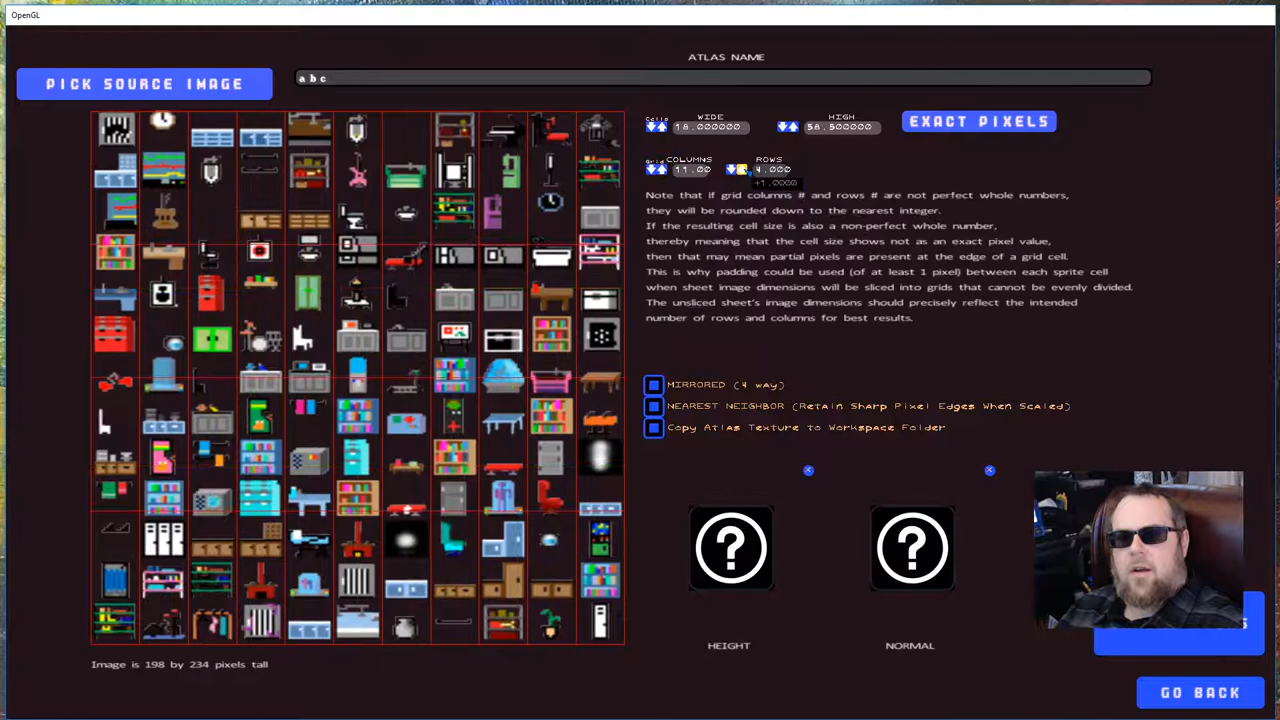 OpenGL
ATLAS NAME
PICK SOURCE IMAGE
abc
Cells WIDE HIGH
18.000000 58.500000
EXACT PIXELS
grid COLUMNS ROWS
11.00 4.000
+1.0000
Note that if grid columns # and rows # are not perfect whole numbers,
they will be rounded down to the nearest integer.
If the resulting cell size is also a non-perfect whole number,
thereby meaning that the cell size shows not as an exact pixel value,
then that may mean partial pixels are present at the edge of a grid cell.
This is why padding could be used (of at least 1 pixel) between each sprite cell
when sheet image dimensions will be sliced into grids that cannot be evenly divided.
The unsliced sheet's image dimensions should precisely reflect the intended
number of rows and columns for best results.
MIRRORED (4 way)
NEAREST NEIGHBOR (Retain Sharp Pixel Edges When Scaled)
Copy Atlas Texture to Workspace Folder
HEIGHT
NORMAL
Image is 198 by 234 pixels tall
GO BACK